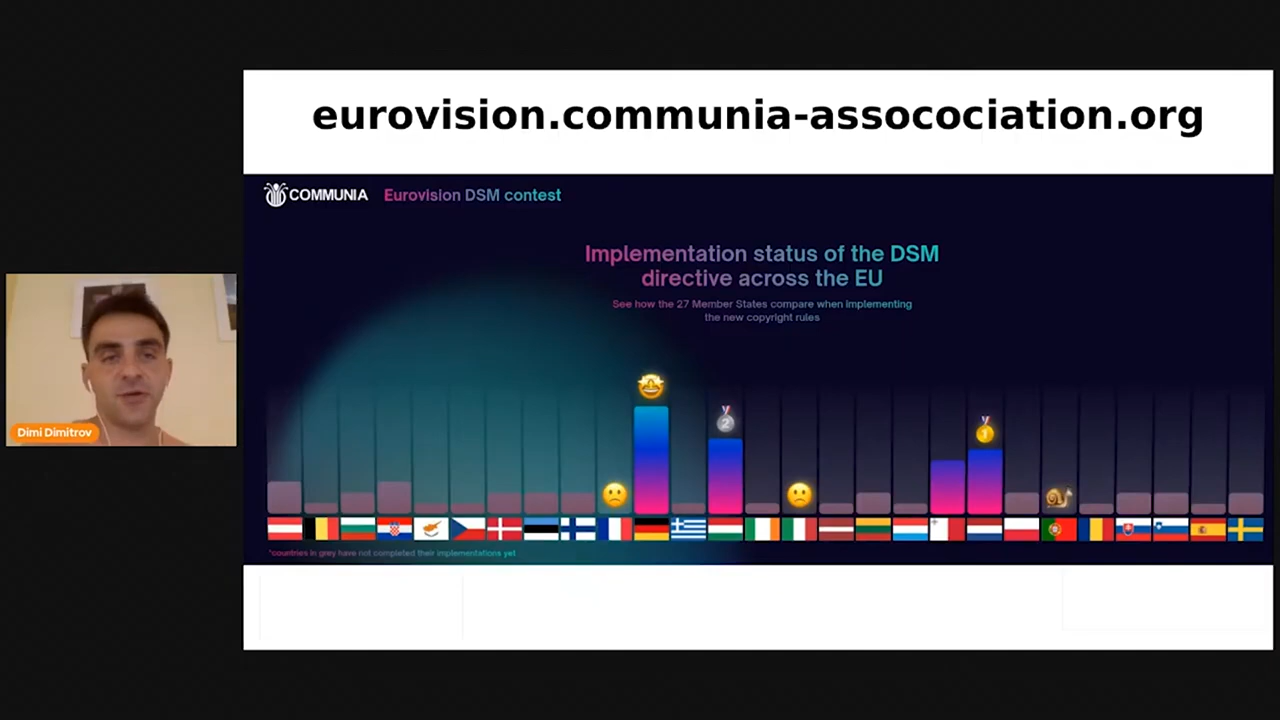 eurovision.communia-assocociation.org
COMMUNIA Eurovision DSM contest
Implementation status of the DSM
directive across the EU
See how the 27 Member States compare when implementing
the new copyright rules
2
1
*countries in grey have not completed their implementations yet
Dimi Dimitrov